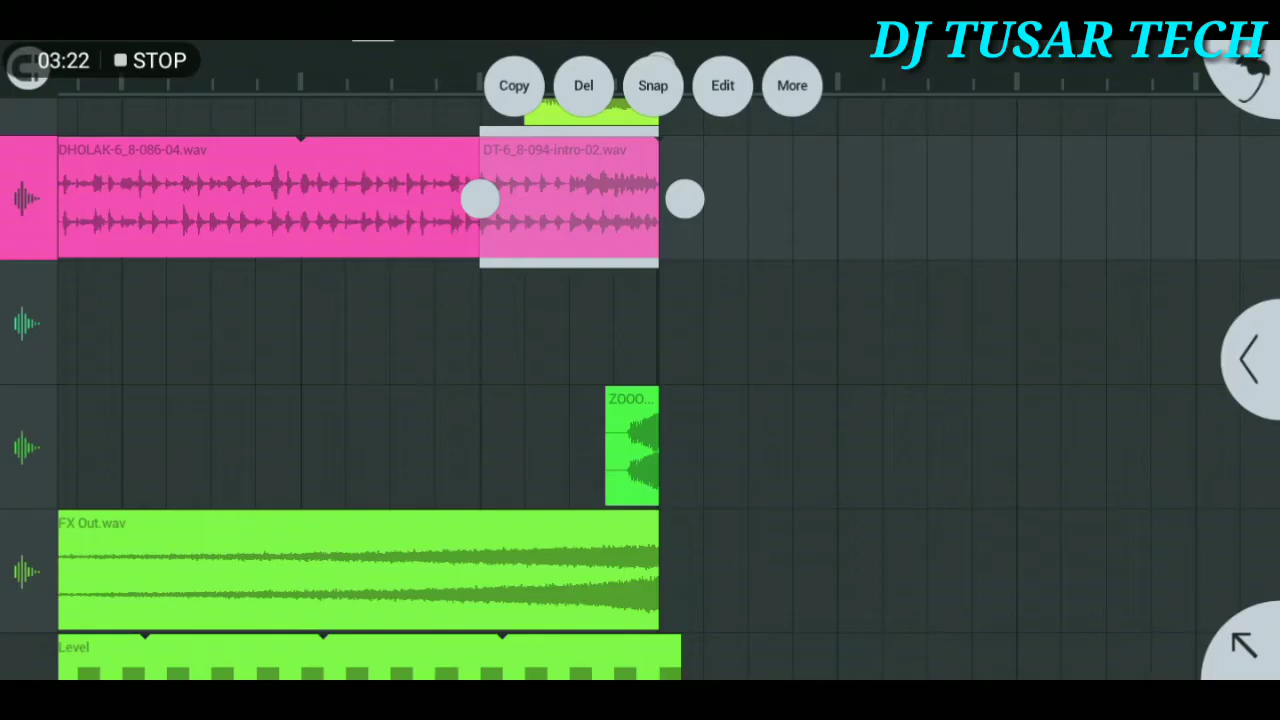 DJ TUSAR TECH
03:22 STOP
Copy Del Snap Edit More
DHOLAK-6_8-086-04.wav DT-6_8-094-intro-02.wav
ZOOO...
FX Out.wav
Level